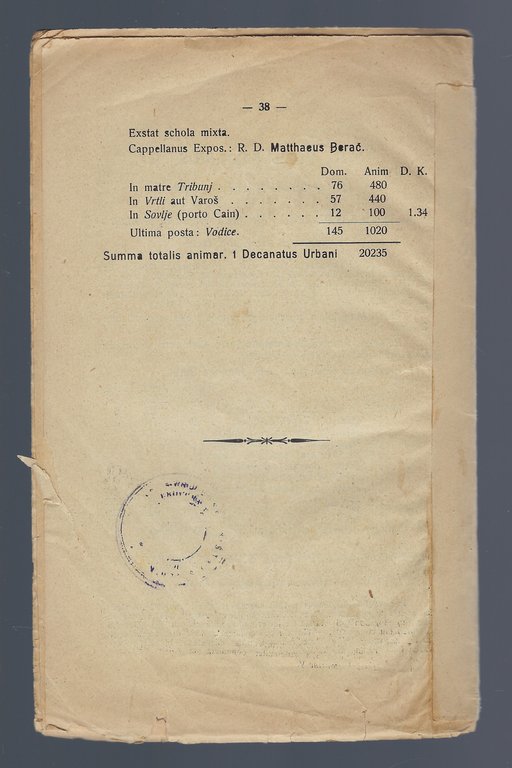 — 38 —
Exstat schola mixta.
Cappellanus Expos.: R. D. Matthaeus Berać.
Dom. Anim D. K.
In matre Tribunj . . . . . . . . 76 480
In Vrtli aut Varoš . . . . . . . 57 440
In Sovlje (porto Cain) . . . . . . 12 100 1.34
Ultima posta: Vodice. 145 1020
Summa totalis animar. 1 Decanatus Urbani 20235